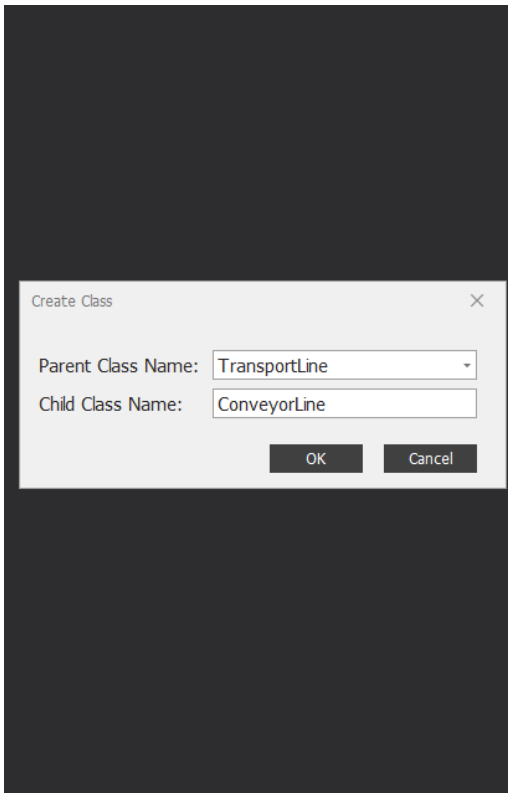 Create Class
Parent Class Name: TransportLine
Child Class Name: ConveyorLine
OK Cancel